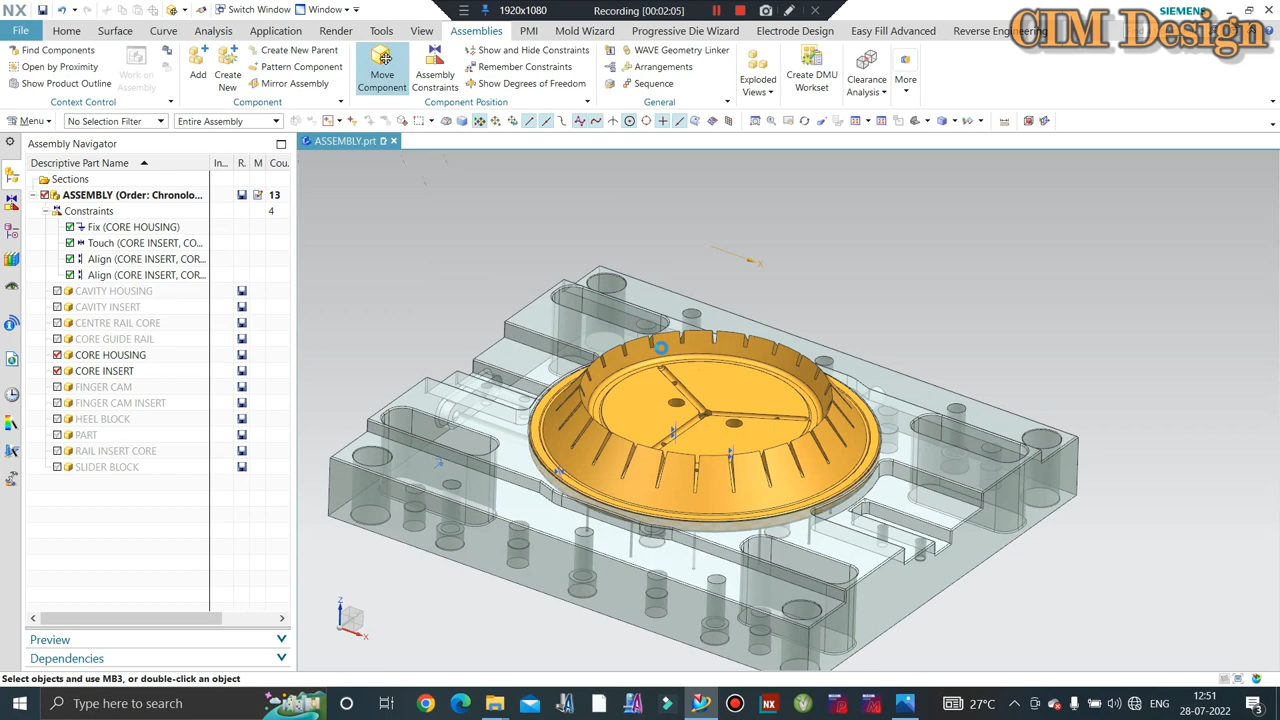 NX
Switch Window
Window
1920x1080
Recording [00:02:05]
SIEMENS
CIM Design
File
Home
Surface
Curve
Analysis
Application
Render
Tools
View
Assemblies
PMI
Mold Wizard
Progressive Die Wizard
Electrode Design
Easy Fill Advanced
Reverse Engineering
Find Components
Open by Proximity
Show Product Outline
Work on Assembly
Context Control
Add
Create New
Create New Parent
Pattern Component
Mirror Assembly
Component
Move Component
Assembly Constraints
Show and Hide Constraints
Remember Constraints
Show Degrees of Freedom
Component Position
WAVE Geometry Linker
Arrangements
Sequence
General
Exploded Views
Create DMU Workset
Clearance Analysis
More
Menu
No Selection Filter
Entire Assembly
Assembly Navigator
ASSEMBLY.prt
Descriptive Part Name
In...
R.
M
Cou.
Sections
ASSEMBLY (Order: Chronolo...
13
Constraints
4
Fix (CORE HOUSING)
Touch (CORE INSERT, CO...
Align (CORE INSERT, COR...
Align (CORE INSERT, COR...
CAVITY HOUSING
CAVITY INSERT
CENTRE RAIL CORE
CORE GUIDE RAIL
CORE HOUSING
CORE INSERT
FINGER CAM
FINGER CAM INSERT
HEEL BLOCK
PART
RAIL INSERT CORE
SLIDER BLOCK
X
Z
X
Preview
Dependencies
Select objects and use MB3, or double-click an object
Type here to search
27°C
ENG
12:51
28-07-2022
3